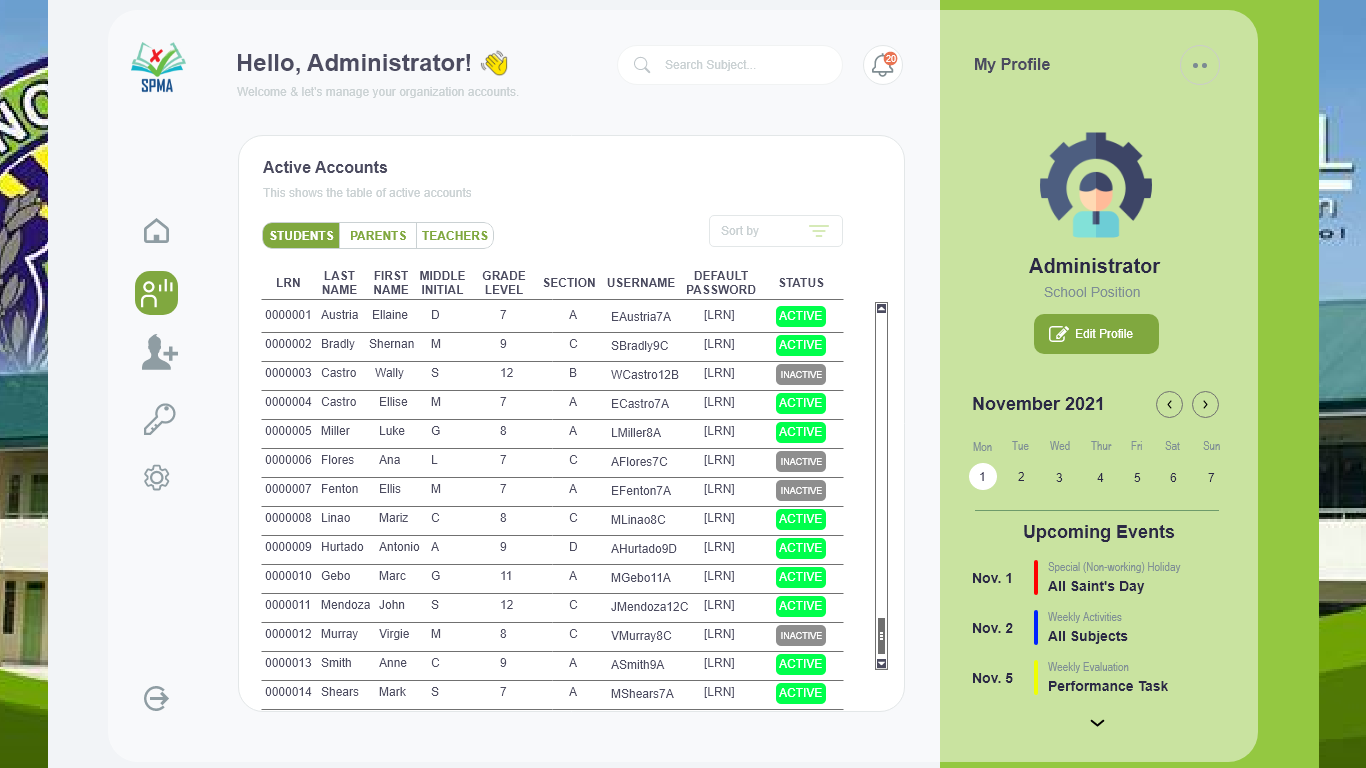 SPMA
Hello, Administrator!
Welcome & let's manage your organization accounts.
Search Subject...
20
Active Accounts
This shows the table of active accounts
STUDENTS PARENTS TEACHERS
Sort by
LRN LAST NAME FIRST NAME MIDDLE INITIAL GRADE LEVEL SECTION USERNAME DEFAULT PASSWORD STATUS
0000001 Austria Ellaine D 7 A EAustria7A [LRN] ACTIVE
0000002 Bradly Shernan M 9 C SBradly9C [LRN] ACTIVE
0000003 Castro Wally S 12 B WCastro12B [LRN] INACTIVE
0000004 Castro Ellise M 7 A ECastro7A [LRN] ACTIVE
0000005 Miller Luke G 8 A LMiller8A [LRN] ACTIVE
0000006 Flores Ana L 7 C AFlores7C [LRN] INACTIVE
0000007 Fenton Ellis M 7 A EFenton7A [LRN] INACTIVE
0000008 Linao Mariz C 8 C MLinao8C [LRN] ACTIVE
0000009 Hurtado Antonio A 9 D AHurtado9D [LRN] ACTIVE
0000010 Gebo Marc G 11 A MGebo11A [LRN] ACTIVE
0000011 Mendoza John S 12 C JMendoza12C [LRN] ACTIVE
0000012 Murray Virgie M 8 C VMurray8C [LRN] INACTIVE
0000013 Smith Anne C 9 A ASmith9A [LRN] ACTIVE
0000014 Shears Mark S 7 A MShears7A [LRN] ACTIVE
My Profile
Administrator
School Position
Edit Profile
November 2021
Mon Tue Wed Thur Fri Sat Sun
1 2 3 4 5 6 7
Upcoming Events
Nov. 1
Special (Non-working) Holiday
All Saint's Day
Nov. 2
Weekly Activities
All Subjects
Nov. 5
Weekly Evaluation
Performance Task